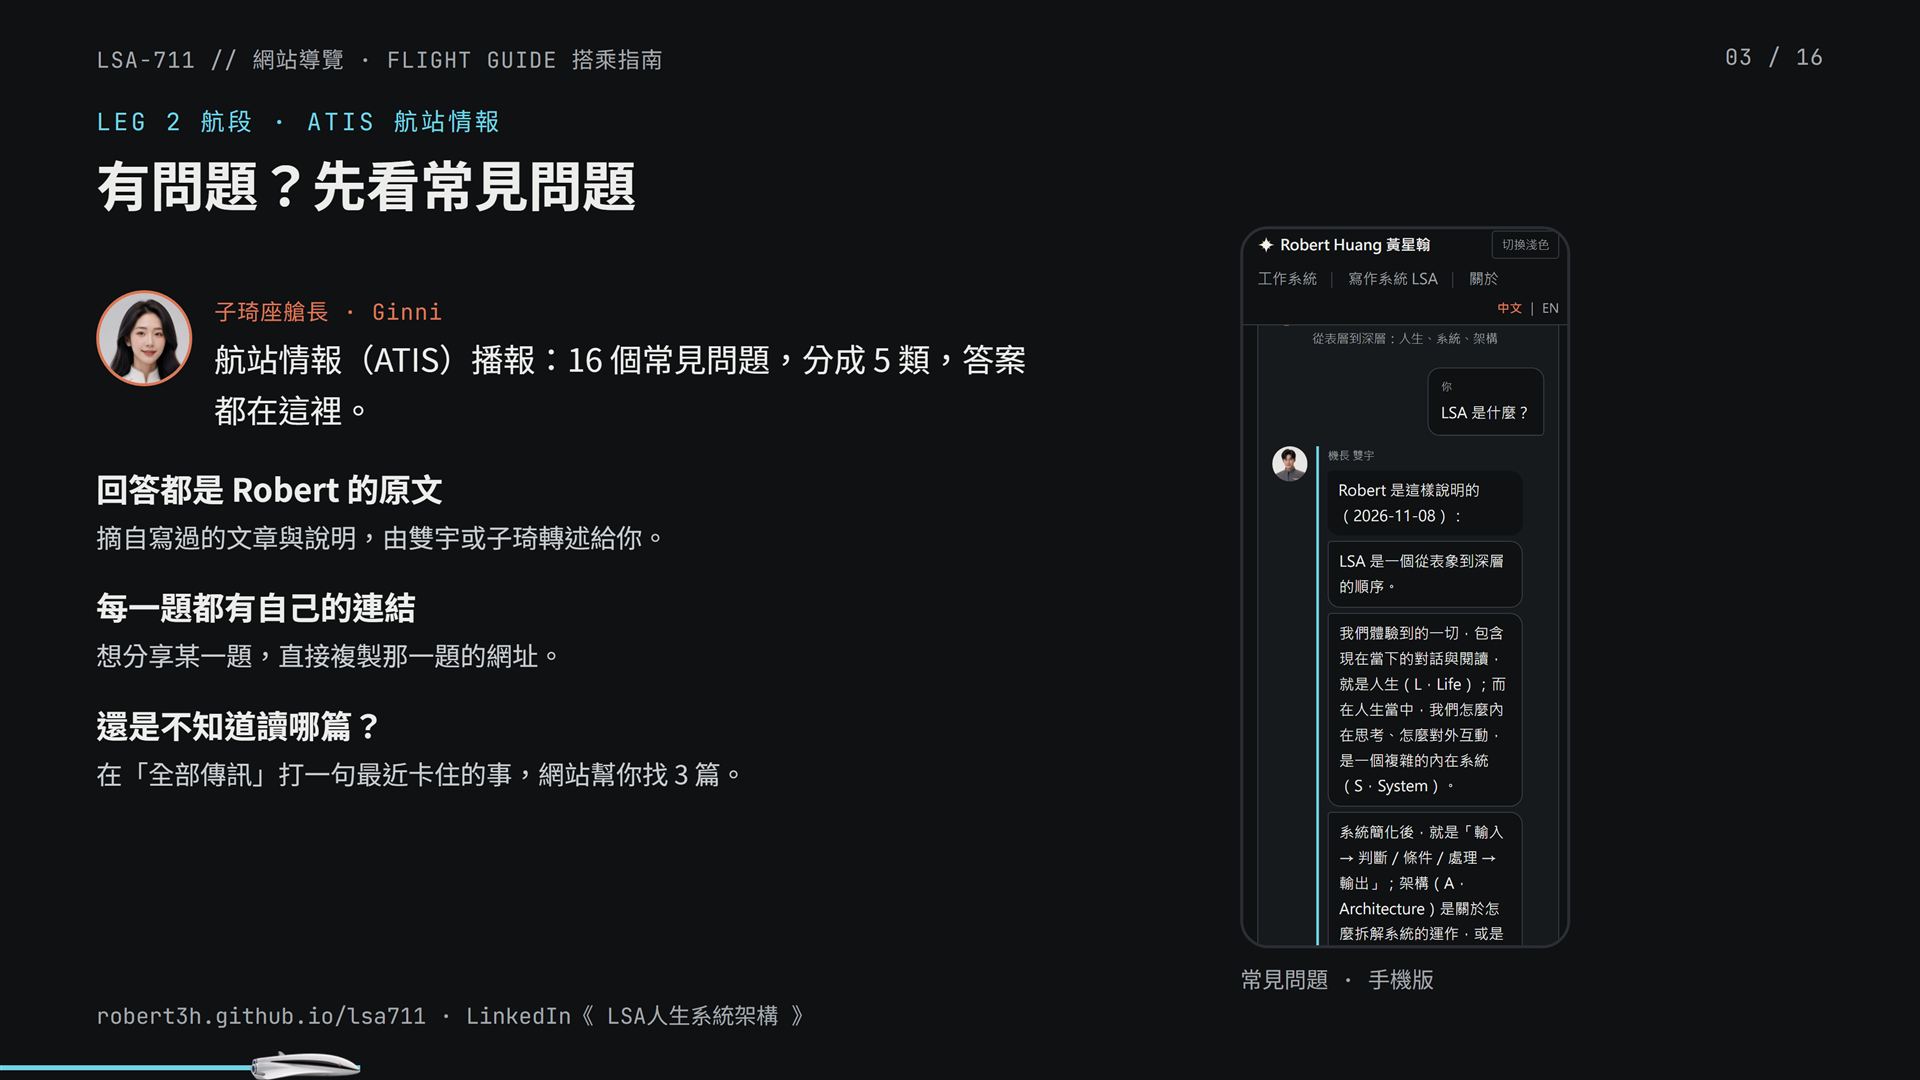 LSA-711 // 網站導覽 · FLIGHT GUIDE 搭乘指南
03 / 16
LEG 2 航段 · ATIS 航站情報
有問題？先看常見問題
子琦座艙長 · Ginni
航站情報（ATIS）播報：16 個常見問題，分成 5 類，答案
都在這裡。
回答都是 Robert 的原文
摘自寫過的文章與說明，由雙宇或子琦轉述給你。
每一題都有自己的連結
想分享某一題，直接複製那一題的網址。
還是不知道讀哪篇？
在「全部傳訊」打一句最近卡住的事，網站幫你找 3 篇。
Robert Huang 黃星翰
切換淺色
工作系統 | 寫作系統 LSA | 關於
中文 | EN
從表層到深層：人生、系統、架構
你
LSA 是什麼？
機長 雙宇
Robert 是這樣說明的
（2026-11-08）：
LSA 是一個從表象到深層
的順序。
我們體驗到的一切，包含
現在當下的對話與閱讀，
就是人生（L · Life）；而
在人生當中，我們怎麼內
在思考、怎麼對外互動，
是一個複雜的內在系統
（S · System）。
系統簡化後，就是「輸入
→ 判斷 / 條件 / 處理 →
輸出」；架構（A ·
Architecture）是關於怎
麼拆解系統的運作，或是
常見問題 · 手機版
robert3h.github.io/lsa711 · LinkedIn《 LSA人生系統架構 》